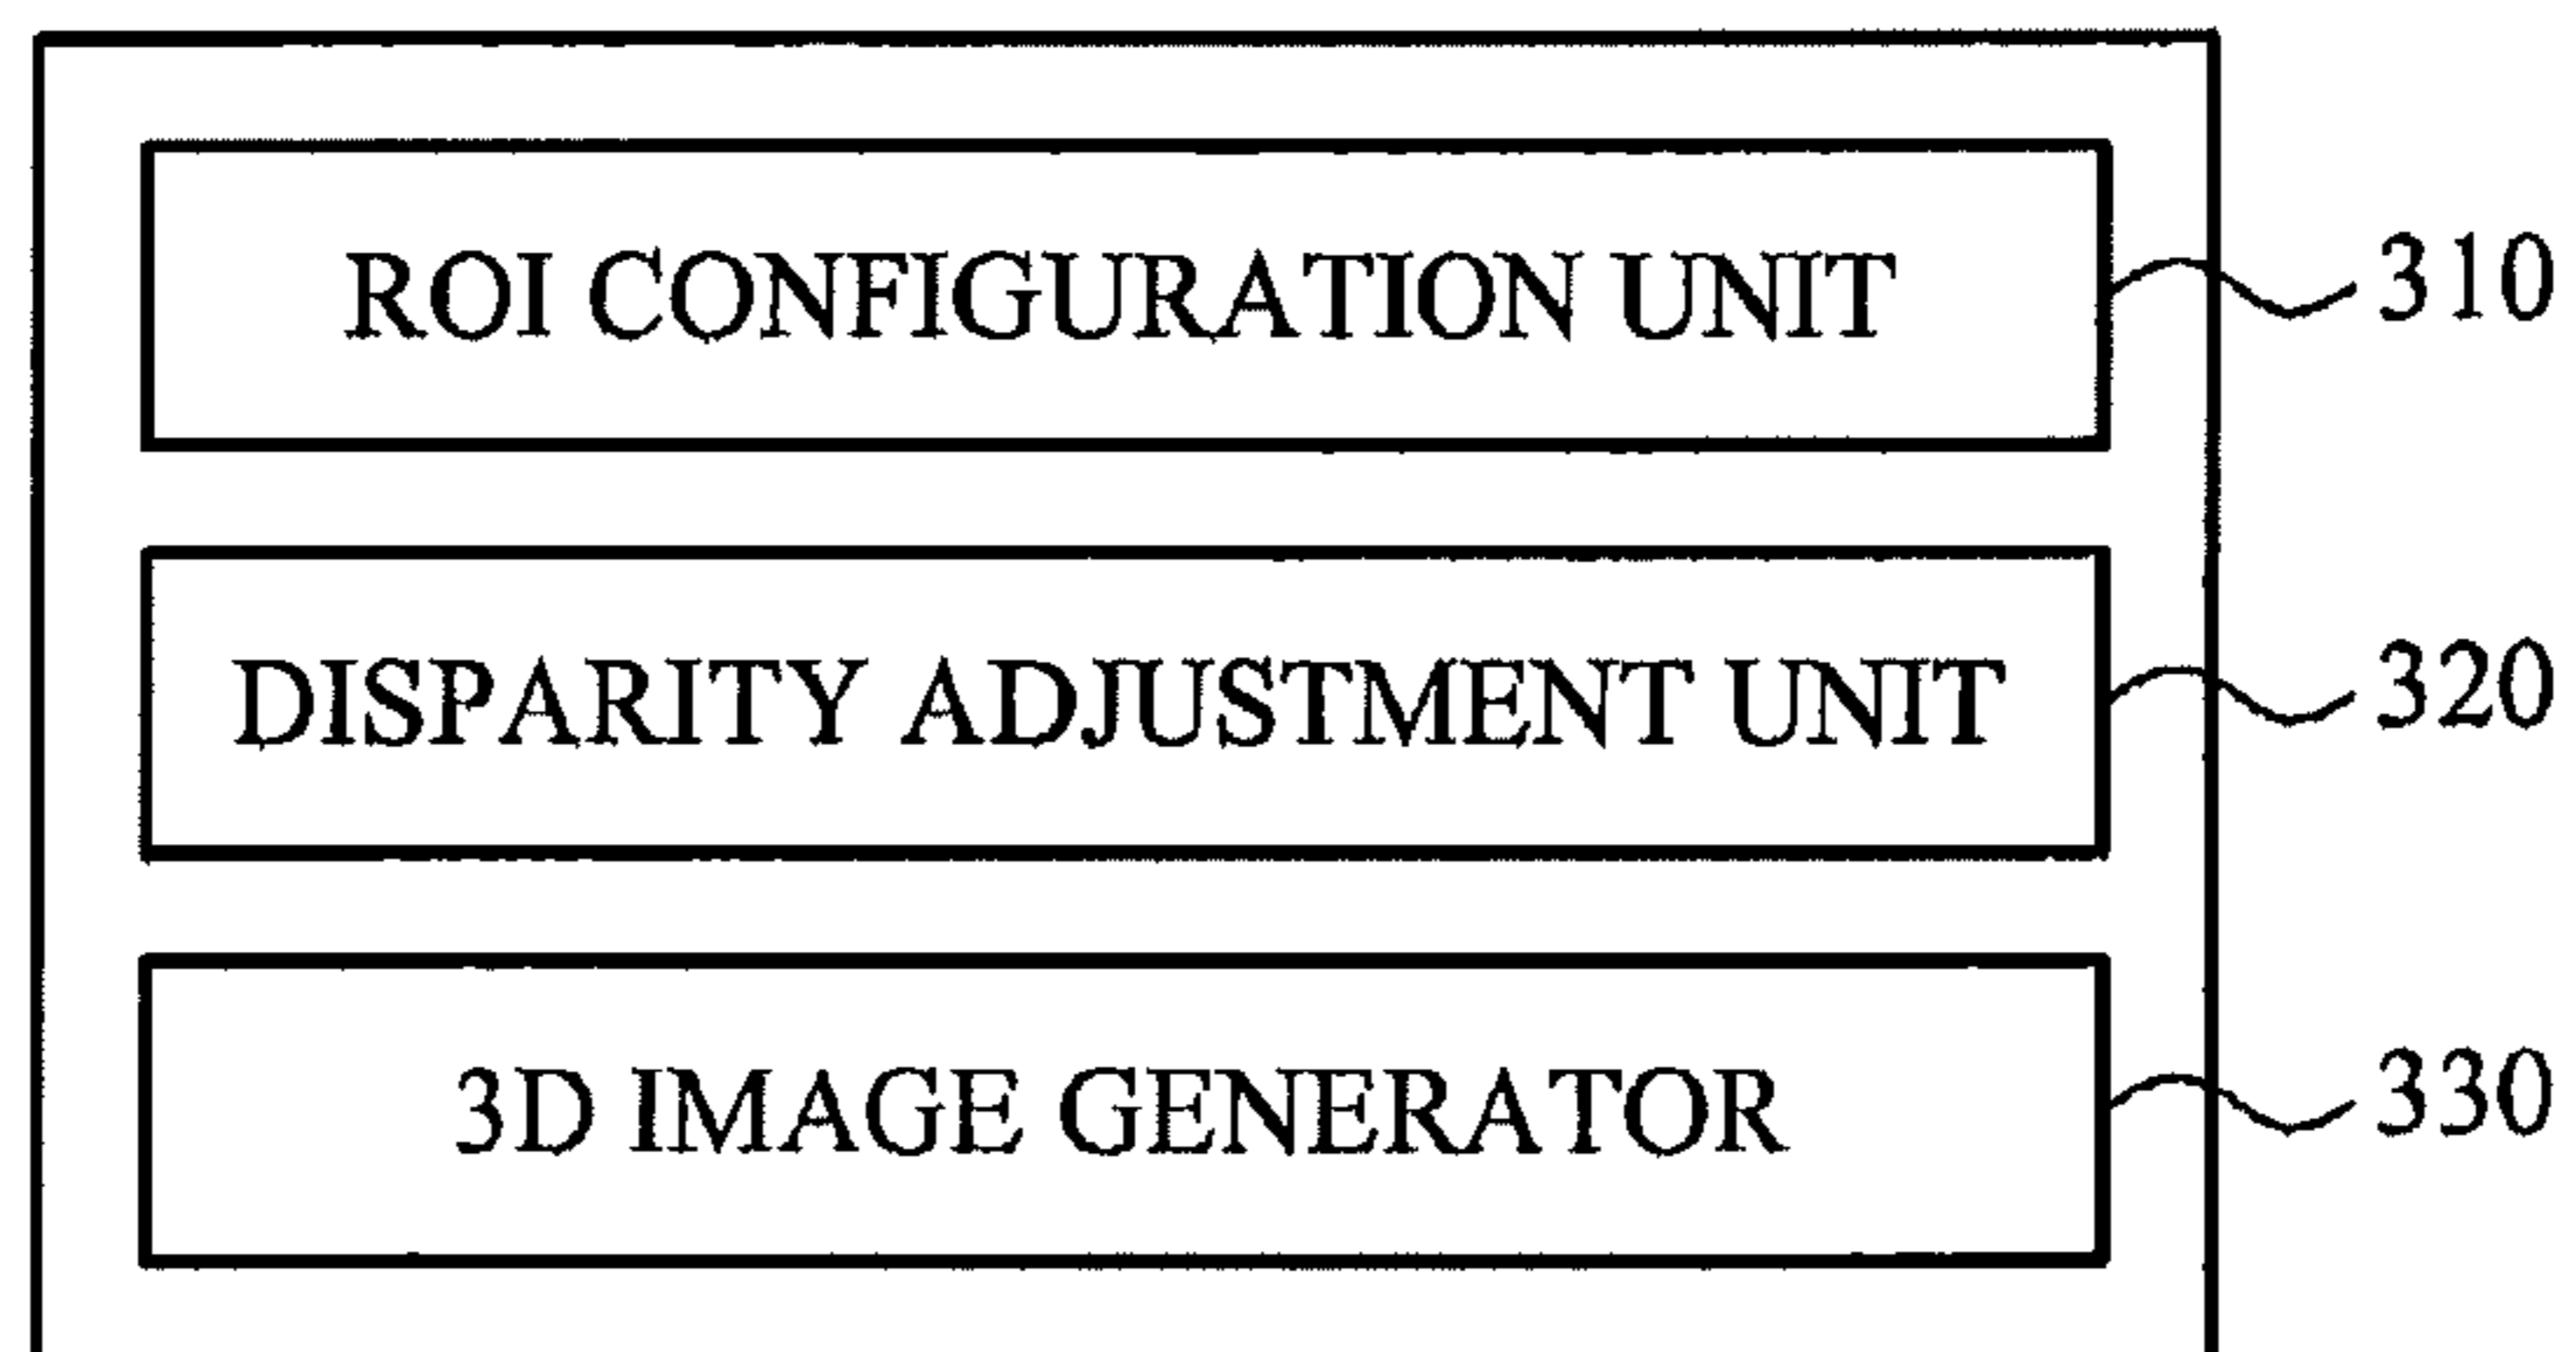 ROI CONFIGURATION UNIT 310
DISPARITY ADJUSTMENT UNIT 320
3D IMAGE GENERATOR 330